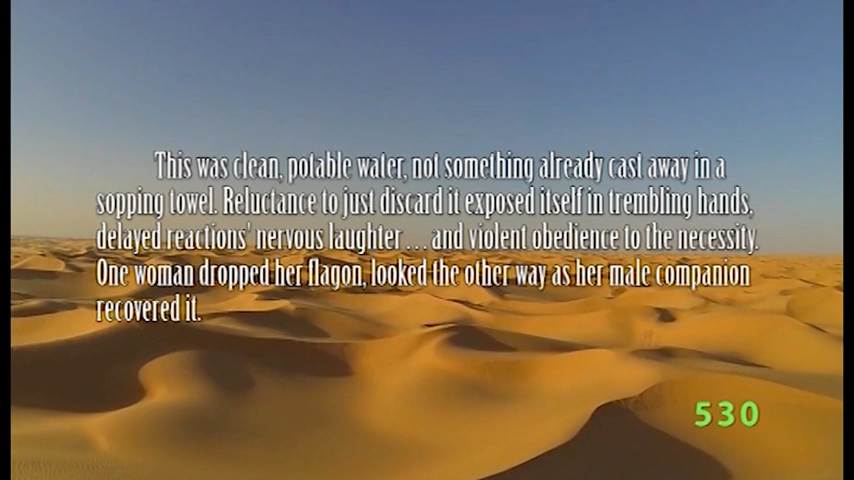 This was clean, potable water, not something already cast away in a
sopping towel. Reluctance to just discard it exposed itself in trembling hands,
delayed reactions' nervous laughter . . . and violent obedience to the necessity.
One woman dropped her flagon, looked the other way as her male companion
recovered it.
530